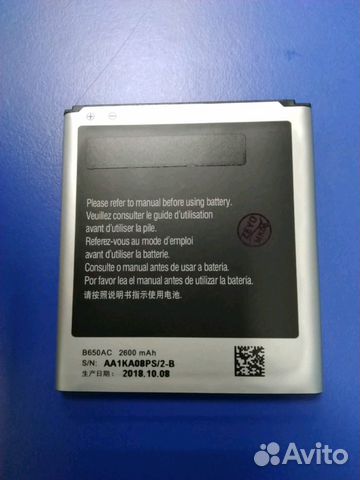 Please refer to manual before using battery.
Veuillez consulter le guide d'utilisation
avant d'utiliser la pile.
Referez-vous au mode d'emploi
avant d'utiliser la batterie.
Consulte o manual antes de usar a bateria.
Por favor lea el manual antes de utilizar la bateria.
请按照说明书指示使用电池.
B650AC 2600 mAh
S/N: AA1KA08PS/2-B
生产日期: 2018.10.08
Avito